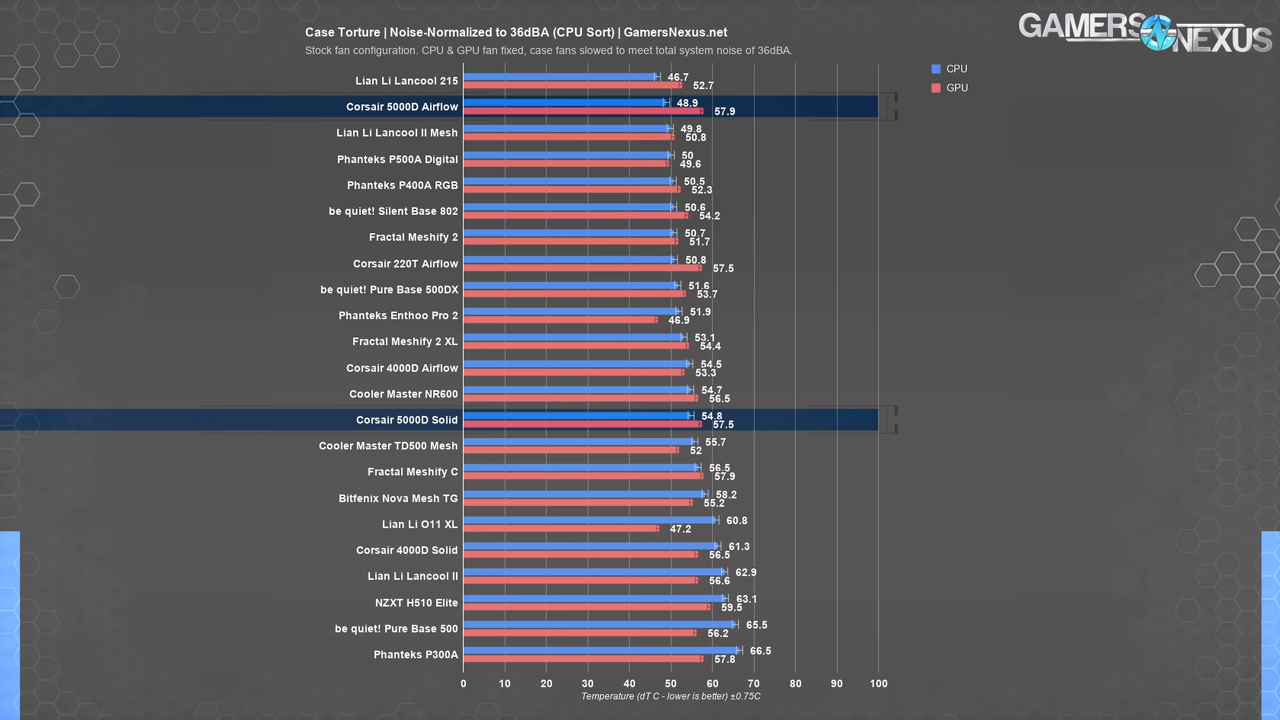 Case Torture | Noise-Normalized to 36dBA (CPU Sort) | GamersNexus.net
Stock fan configuration. CPU & GPU fan fixed, case fans slowed to meet total system noise of 36dBA.
GAMERS NEXUS
CPU
GPU
Lian Li Lancool 215 46.7 52.7
Corsair 5000D Airflow 48.9 57.9
Lian Li Lancool II Mesh 49.8 50.8
Phanteks P500A Digital 50 49.6
Phanteks P400A RGB 50.5 52.3
be quiet! Silent Base 802 50.6 54.2
Fractal Meshify 2 50.7 51.7
Corsair 220T Airflow 50.8 57.5
be quiet! Pure Base 500DX 51.6 53.7
Phanteks Enthoo Pro 2 51.9 46.9
Fractal Meshify 2 XL 53.1 54.4
Corsair 4000D Airflow 54.5 53.3
Cooler Master NR600 54.7 56.5
Corsair 5000D Solid 54.8 57.5
Cooler Master TD500 Mesh 55.7 52
Fractal Meshify C 56.5 57.9
Bitfenix Nova Mesh TG 58.2 55.2
Lian Li O11 XL 60.8 47.2
Corsair 4000D Solid 61.3 56.5
Lian Li Lancool II 62.9 56.6
NZXT H510 Elite 63.1 59.5
be quiet! Pure Base 500 65.5 56.2
Phanteks P300A 66.5 57.8
0 10 20 30 40 50 60 70 80 90 100
Temperature (dT C - lower is better) ±0.75C